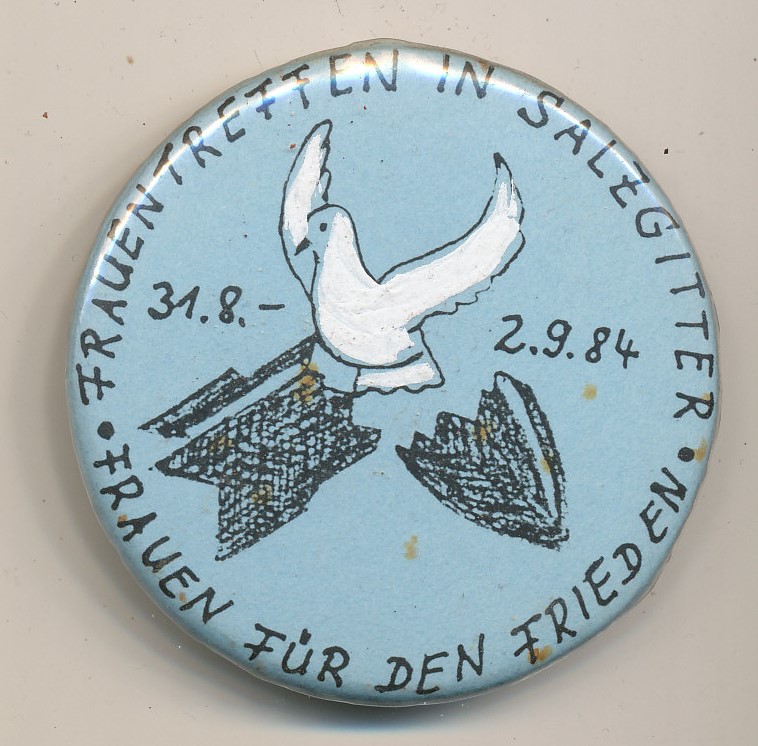 FRAUENTREFFEN IN SALZGITTER
31.8.-
2.9.84
• FRAUEN FÜR DEN FRIEDEN •